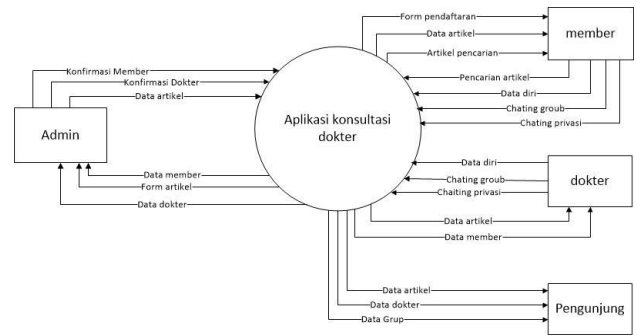 Form pendaftaran
Data artikel
Artikel pencarian
member
Pencarian artikel
Data diri
Chating groub
Chating privasi
Konfirmasi Member
Konfirmasi Dokter
Data artikel
Admin
Aplikasi konsultasi
dokter
Data member
Form artikel
Data dokter
Data diri
Chating groub
Chaiting privasi
dokter
Data artikel
Data member
Data artikel
Data dokter
Data Grup
Pengunjung